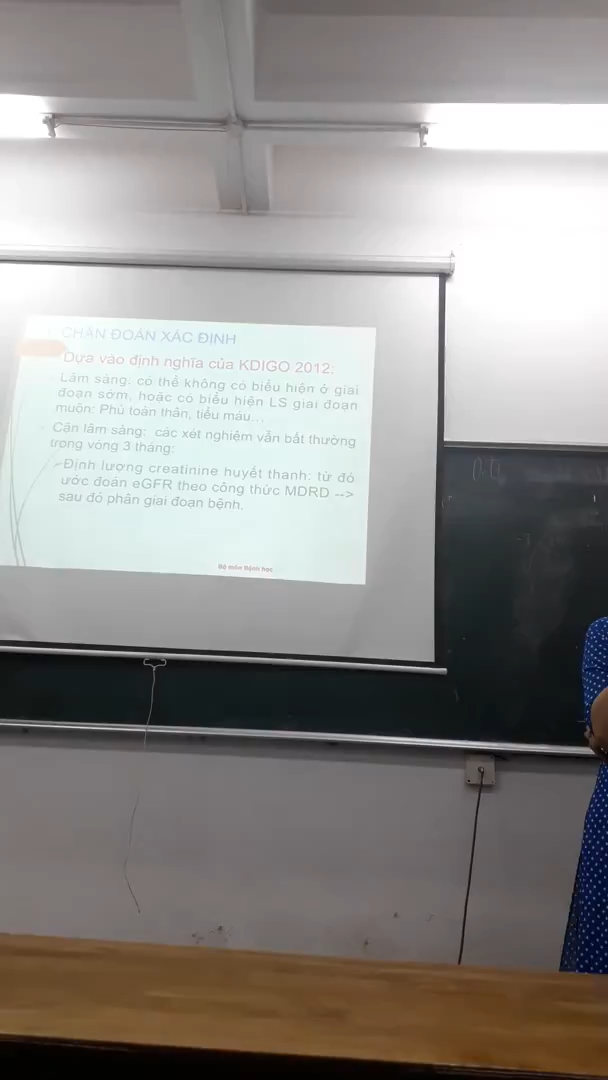 CHẨN ĐOÁN XÁC ĐỊNH
Dựa vào định nghĩa của KDIGO 2012:
Lâm sàng: có thể không có biểu hiện ở giai
đoạn sớm, hoặc có biểu hiện LS giai đoạn
muộn: Phù toàn thân, tiểu máu...
Cận lâm sàng: các xét nghiệm vẫn bất thường
trong vòng 3 tháng:
➢Định lượng creatinine huyết thanh: từ đó
ước đoán eGFR theo công thức MDRD -->
sau đó phân giai đoạn bệnh.
Bộ môn Bệnh học